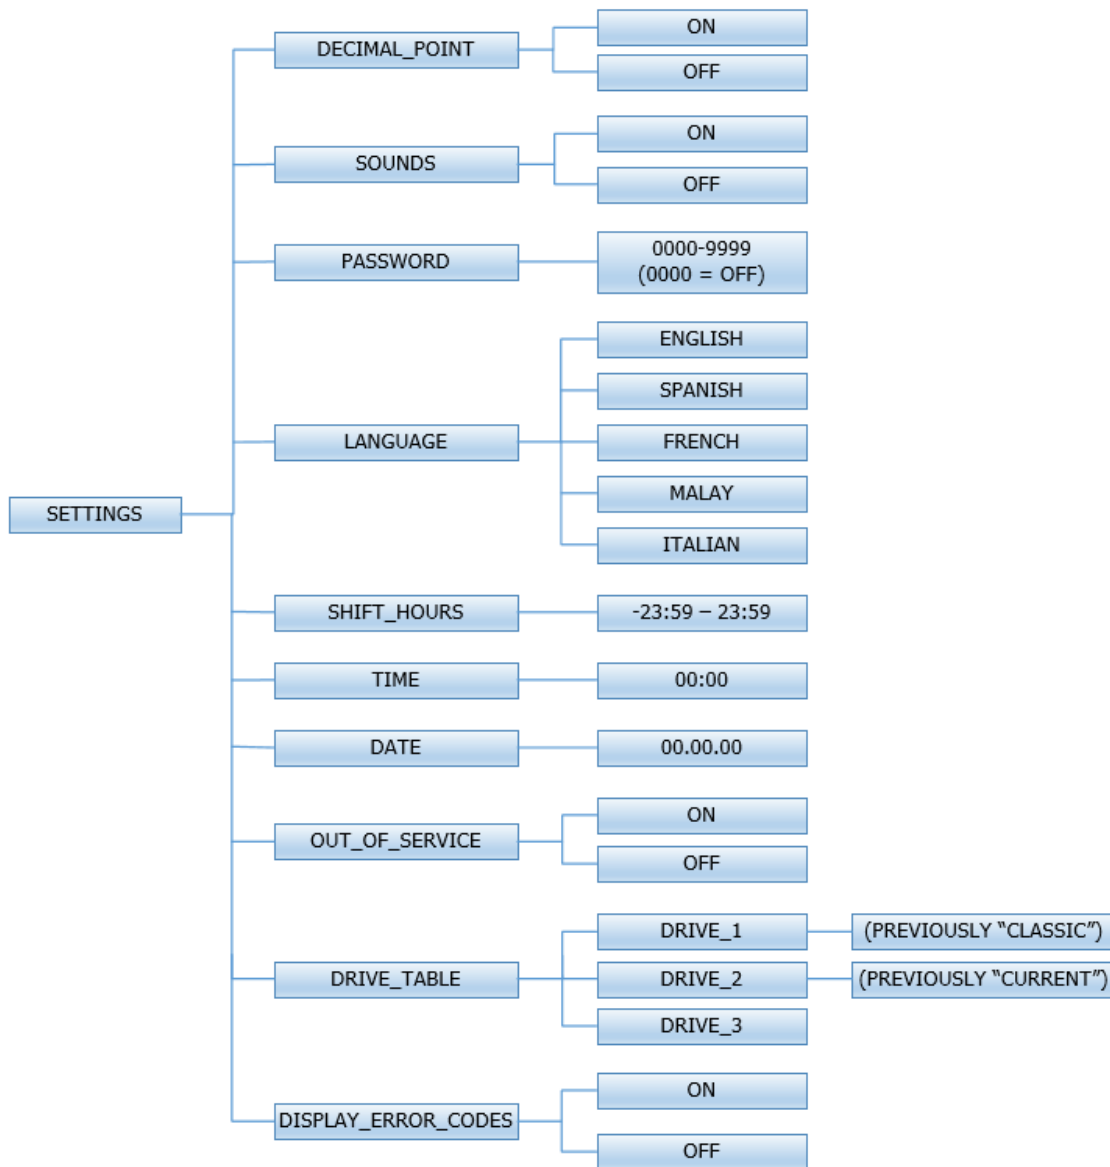 SETTINGS
DECIMAL_POINT
ON
OFF
SOUNDS
ON
OFF
PASSWORD
0000-9999
(0000 = OFF)
LANGUAGE
ENGLISH
SPANISH
FRENCH
MALAY
ITALIAN
SHIFT_HOURS
-23:59 – 23:59
TIME
00:00
DATE
00.00.00
OUT_OF_SERVICE
ON
OFF
DRIVE_TABLE
DRIVE_1
(PREVIOUSLY “CLASSIC”)
DRIVE_2
(PREVIOUSLY “CURRENT”)
DRIVE_3
DISPLAY_ERROR_CODES
ON
OFF